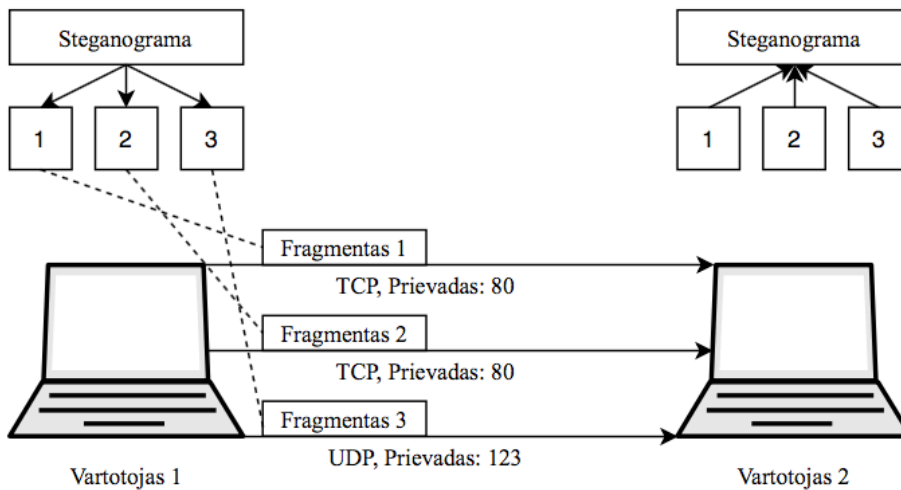 Steganograma
Steganograma
1
2
3
1
2
3
Fragmentas 1
TCP, Prievadas: 80
Fragmentas 2
TCP, Prievadas: 80
Fragmentas 3
UDP, Prievadas: 123
Vartotojas 1
Vartotojas 2